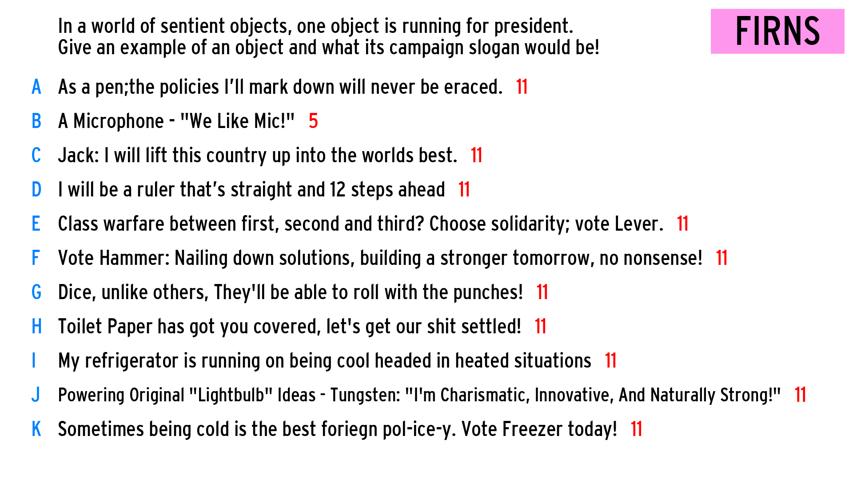 In a world of sentient objects, one object is running for president.
Give an example of an object and what its campaign slogan would be!
FIRNS
A As a pen;the policies I'll mark down will never be eraced. 11
B A Microphone - "We Like Mic!" 5
C Jack: I will lift this country up into the worlds best. 11
D I will be a ruler that's straight and 12 steps ahead 11
E Class warfare between first, second and third? Choose solidarity; vote Lever. 11
F Vote Hammer: Nailing down solutions, building a stronger tomorrow, no nonsense! 11
G Dice, unlike others, They'll be able to roll with the punches! 11
H Toilet Paper has got you covered, let's get our shit settled! 11
I My refrigerator is running on being cool headed in heated situations 11
J Powering Original "Lightbulb" Ideas - Tungsten: "I'm Charismatic, Innovative, And Naturally Strong!" 11
K Sometimes being cold is the best foriegn pol-ice-y. Vote Freezer today! 11